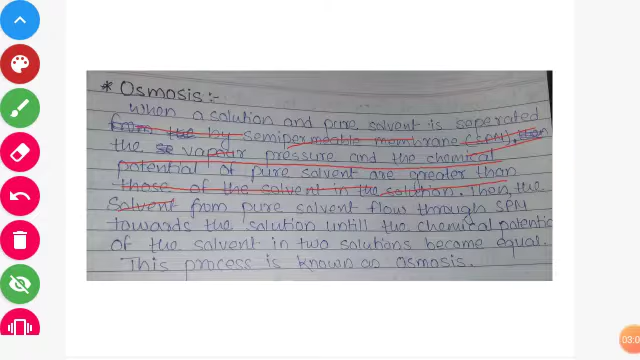 * Osmosis :-
When a solution and pure solvent is seperated
from the by semipermeable membrane (SPM), then
the se vapour pressure and the chemical
potential of pure solvent are greater than
those of the solvent in the solution. Then, the
solvent from pure solvent flow through SPM
towards the solution untill the chemical potential
of the solvent in two solutions become equal.
This process is known as osmosis.
03:0